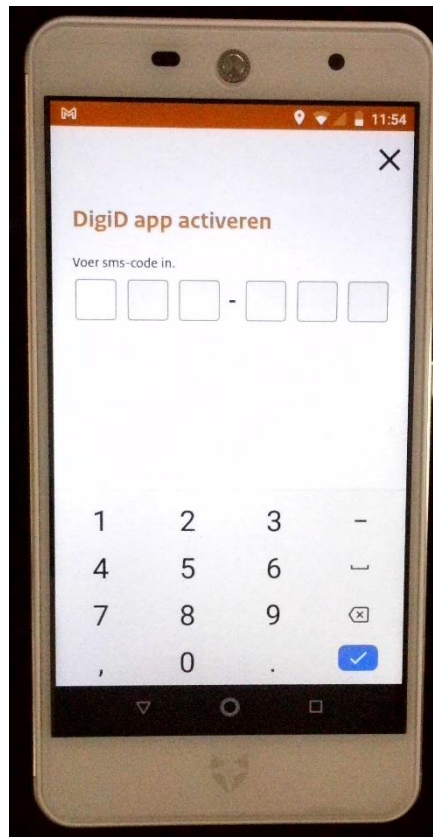 11:54
DigiD app activeren
Voer sms-code in.
-
1 2 3 –
4 5 6
7 8 9
, 0 .